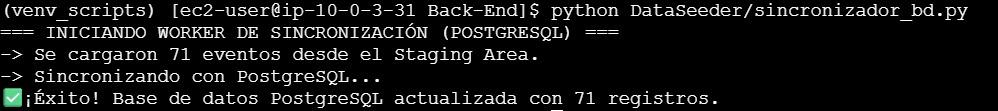 (venv_scripts) [ec2-user@ip-10-0-3-31 Back-End]$ python DataSeeder/sincronizador_bd.py
=== INICIANDO WORKER DE SINCRONIZACIÓN (POSTGRESQL) ===
-> Se cargaron 71 eventos desde el Staging Area.
-> Sincronizando con PostgreSQL...
✅¡Éxito! Base de datos PostgreSQL actualizada con 71 registros.